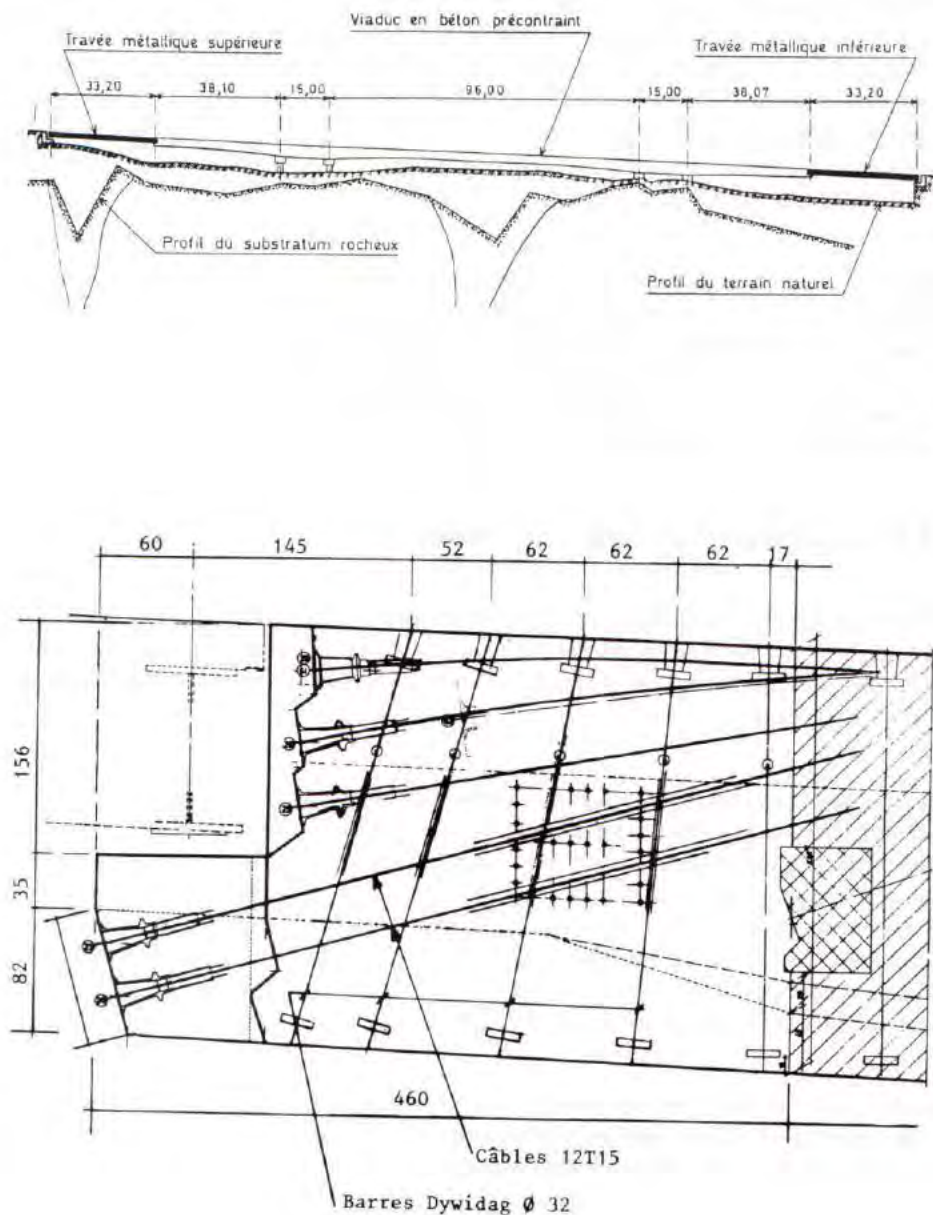 Viaduc en béton précontraint
Travée métallique supérieure
Travée métallique inférieure
33,20 38,10 15,00 96,00 15,00 36,07 33,20
Profil du substratum rocheux
Profil du terrain naturel
60 145 52 62 62 62 17
156
35
82
460
Câbles 12T15
Barres Dywidag Ø 32